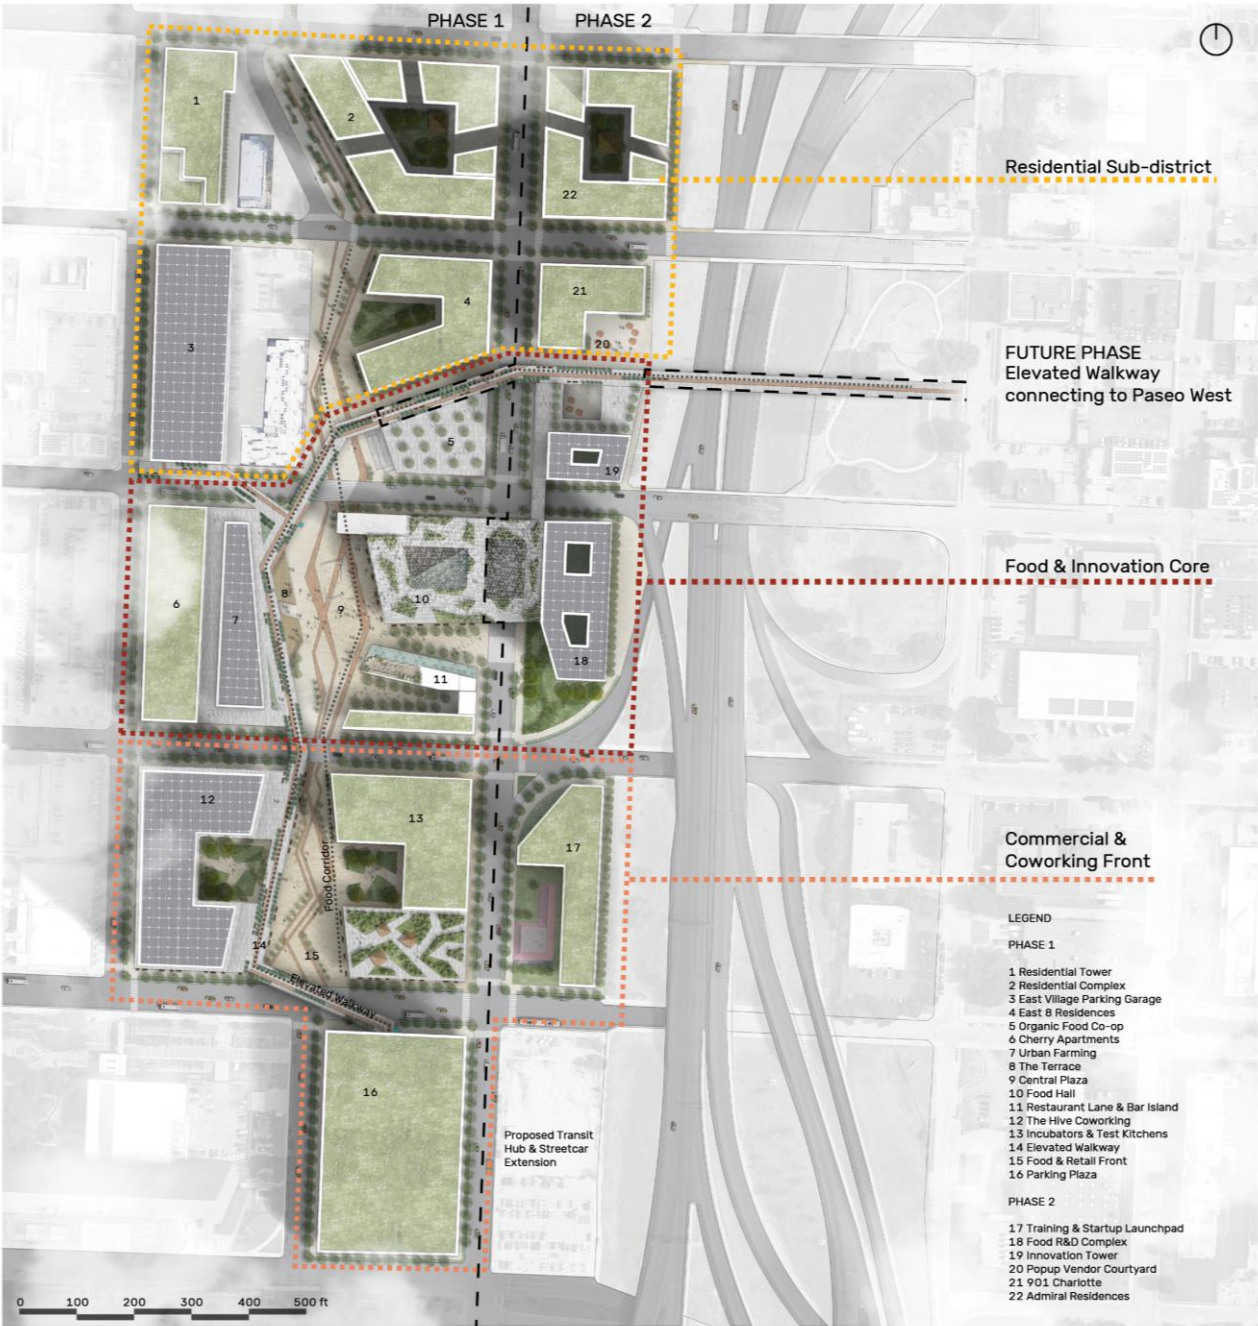 PHASE 1
PHASE 2
1
2
22
Residential Sub-district
3
4
21
20
FUTURE PHASE
Elevated Walkway
connecting to Paseo West
5
19
Food & Innovation Core
6
7
8
9
10
11
18
12
13
17
Commercial &
Coworking Front
Food Corridor
14
15
Elevated Walkway
16
Proposed Transit
Hub & Streetcar
Extension
LEGEND
PHASE 1
1 Residential Tower
2 Residential Complex
3 East Village Parking Garage
4 East 8 Residences
5 Organic Food Co-op
6 Cherry Apartments
7 Urban Farming
8 The Terrace
9 Central Plaza
10 Food Hall
11 Restaurant Lane & Bar Island
12 The Hive Coworking
13 Incubators & Test Kitchens
14 Elevated Walkway
15 Food & Retail Front
16 Parking Plaza
PHASE 2
17 Training & Startup Launchpad
18 Food R&D Complex
19 Innovation Tower
20 Popup Vendor Courtyard
21 901 Charlotte
22 Admiral Residences
0 100 200 300 400 500 ft